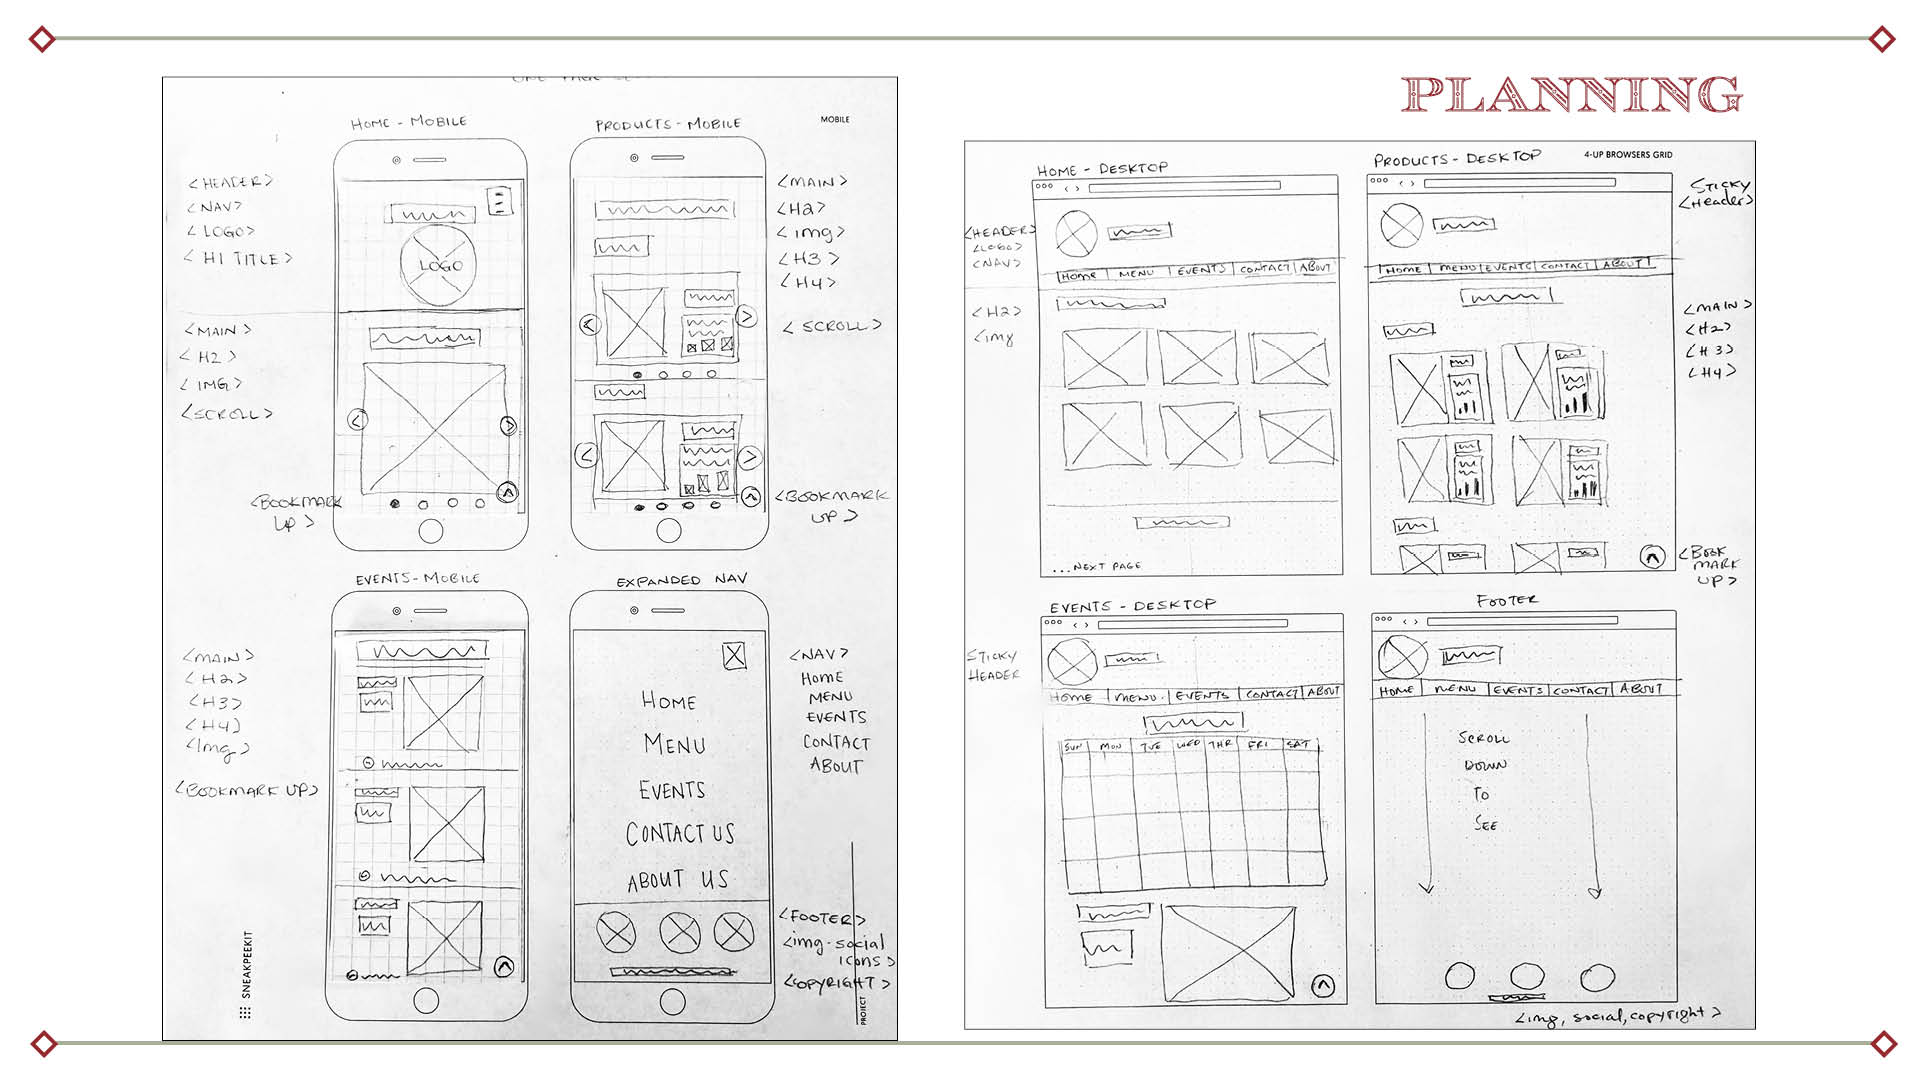 PLANNING
HOME - MOBILE
PRODUCTS - MOBILE
MOBILE
<HEADER>
<NAV>
<LOGO>
<H1 TITLE>
LOGO
<MAIN>
<H2>
<IMG>
<SCROLL>
<BOOKMARK
UP>
<MAIN>
<H2>
<img>
<H3>
<H4>
<SCROLL>
<BOOKMARK
UP>
EVENTS - MOBILE
EXPANDED NAV
<MAIN>
<H2>
<H3>
<H4>
<Img>
<BOOKMARK UP>
HOME
MENU
EVENTS
CONTACT US
ABOUT US
<NAV>
HOME
MENU
EVENTS
CONTACT
ABOUT
<FOOTER>
<img-social
icons>
<COPYRIGHT>
SNEAKPEEKIT
PROJECT
HOME - DESKTOP
PRODUCTS - DESKTOP
4-UP BROWSERS GRID
<HEADER>
<LOGO>
<NAV>
HOME MENU EVENTS CONTACT ABOUT
<H2>
<img
...NEXT PAGE
STICKY
<Header>
HOME MENU EVENTS CONTACT ABOUT
<MAIN>
<H2>
<H3>
<H4>
<BOOK
MARK
UP>
EVENTS - DESKTOP
FOOTER
STICKY
HEADER
HOME MENU EVENTS CONTACT ABOUT
SUN MON TUE WED THR FRI SAT
HOME MENU EVENTS CONTACT ABOUT
SCROLL
DOWN
TO
SEE
<img, social, copyright>